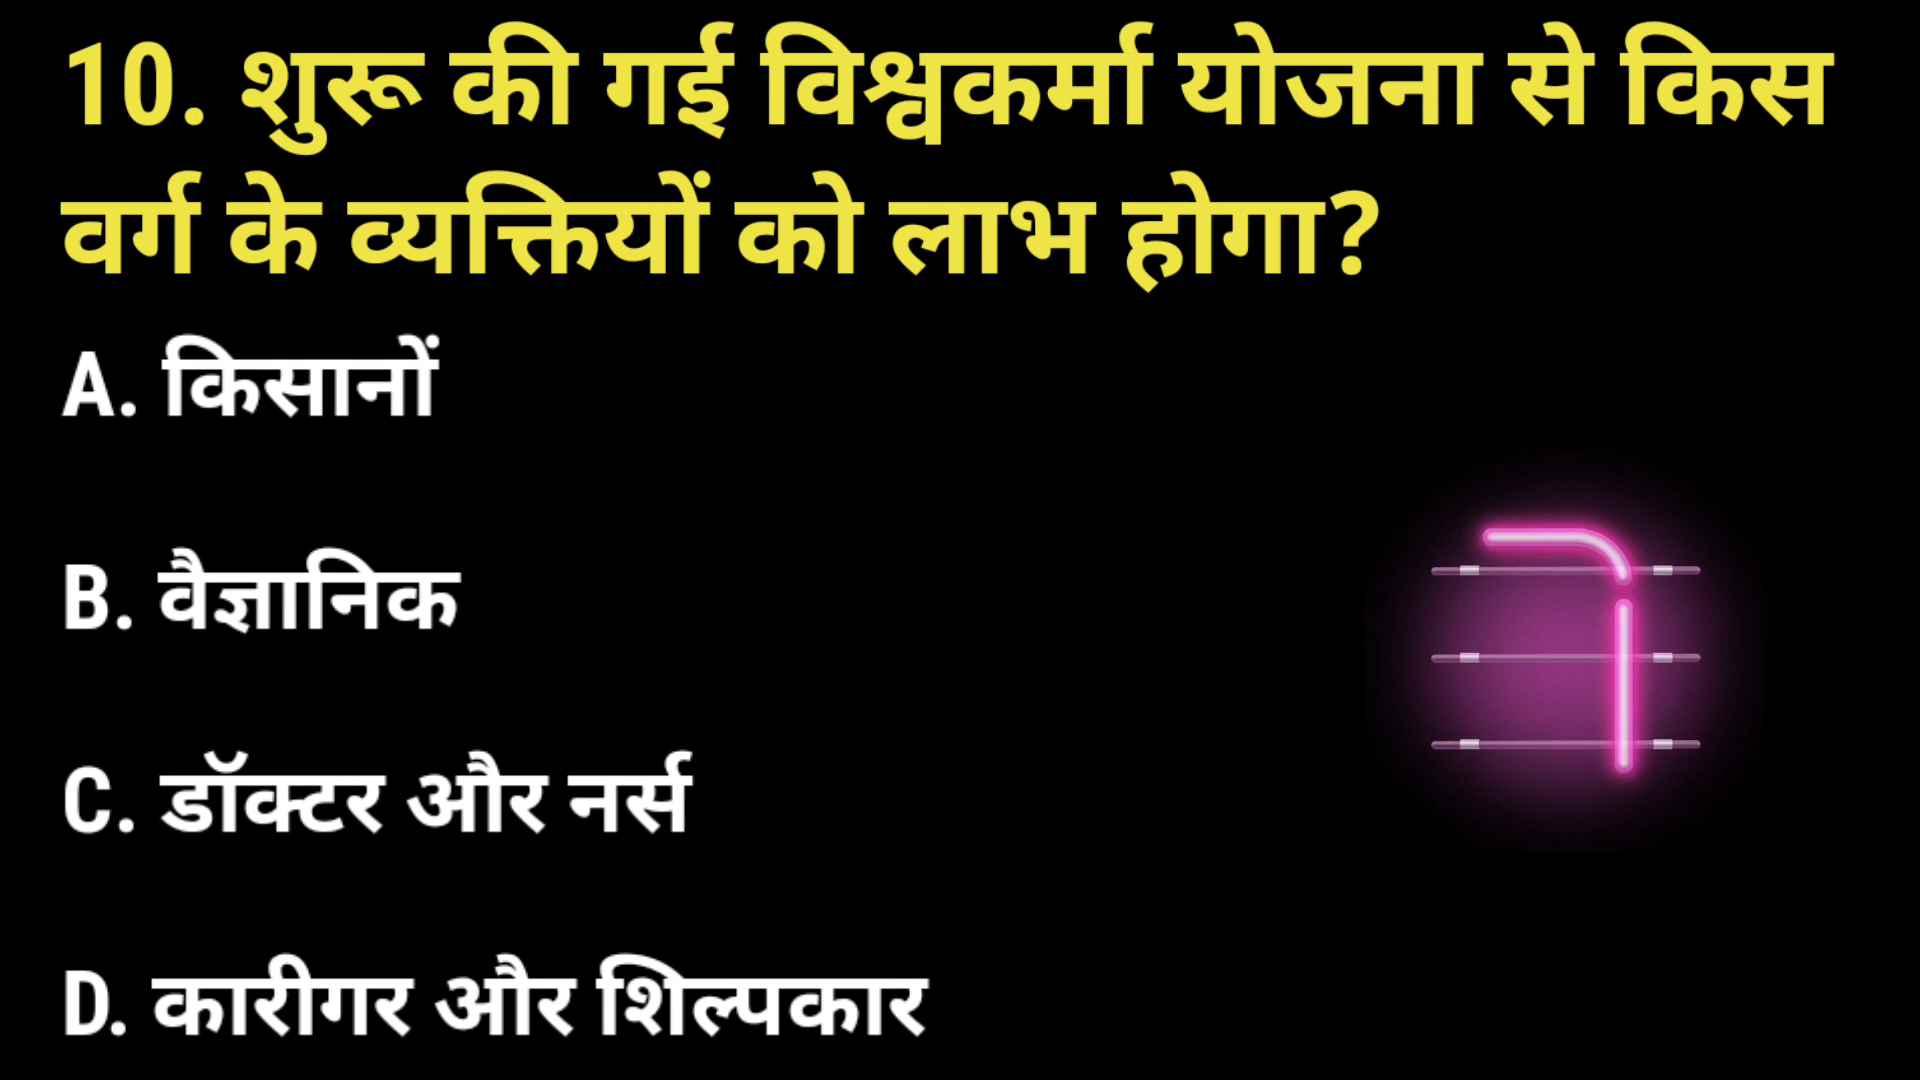 10. शुरू की गई विश्वकर्मा योजना से किस
वर्ग के व्यक्तियों को लाभ होगा?
A. किसानों
B. वैज्ञानिक
C. डॉक्टर और नर्स
D. कारीगर और शिल्पकार